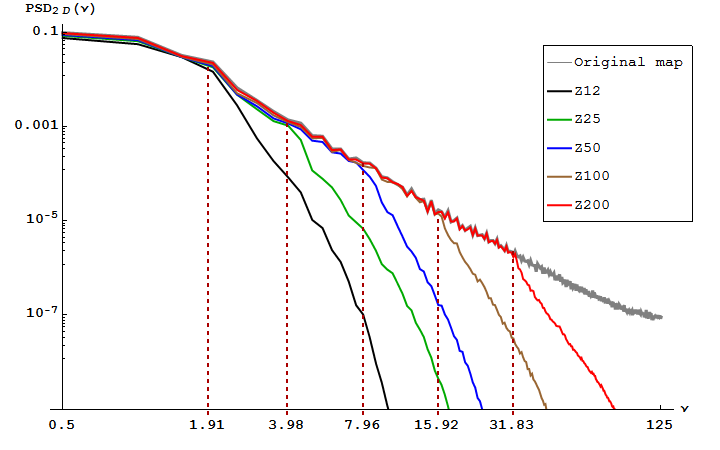 PSD2D(ν)
0.1
0.001
10-5
10-7
Original map
Z12
Z25
Z50
Z100
Z200
0.5 1.91 3.98 7.96 15.92 31.83 125
ν